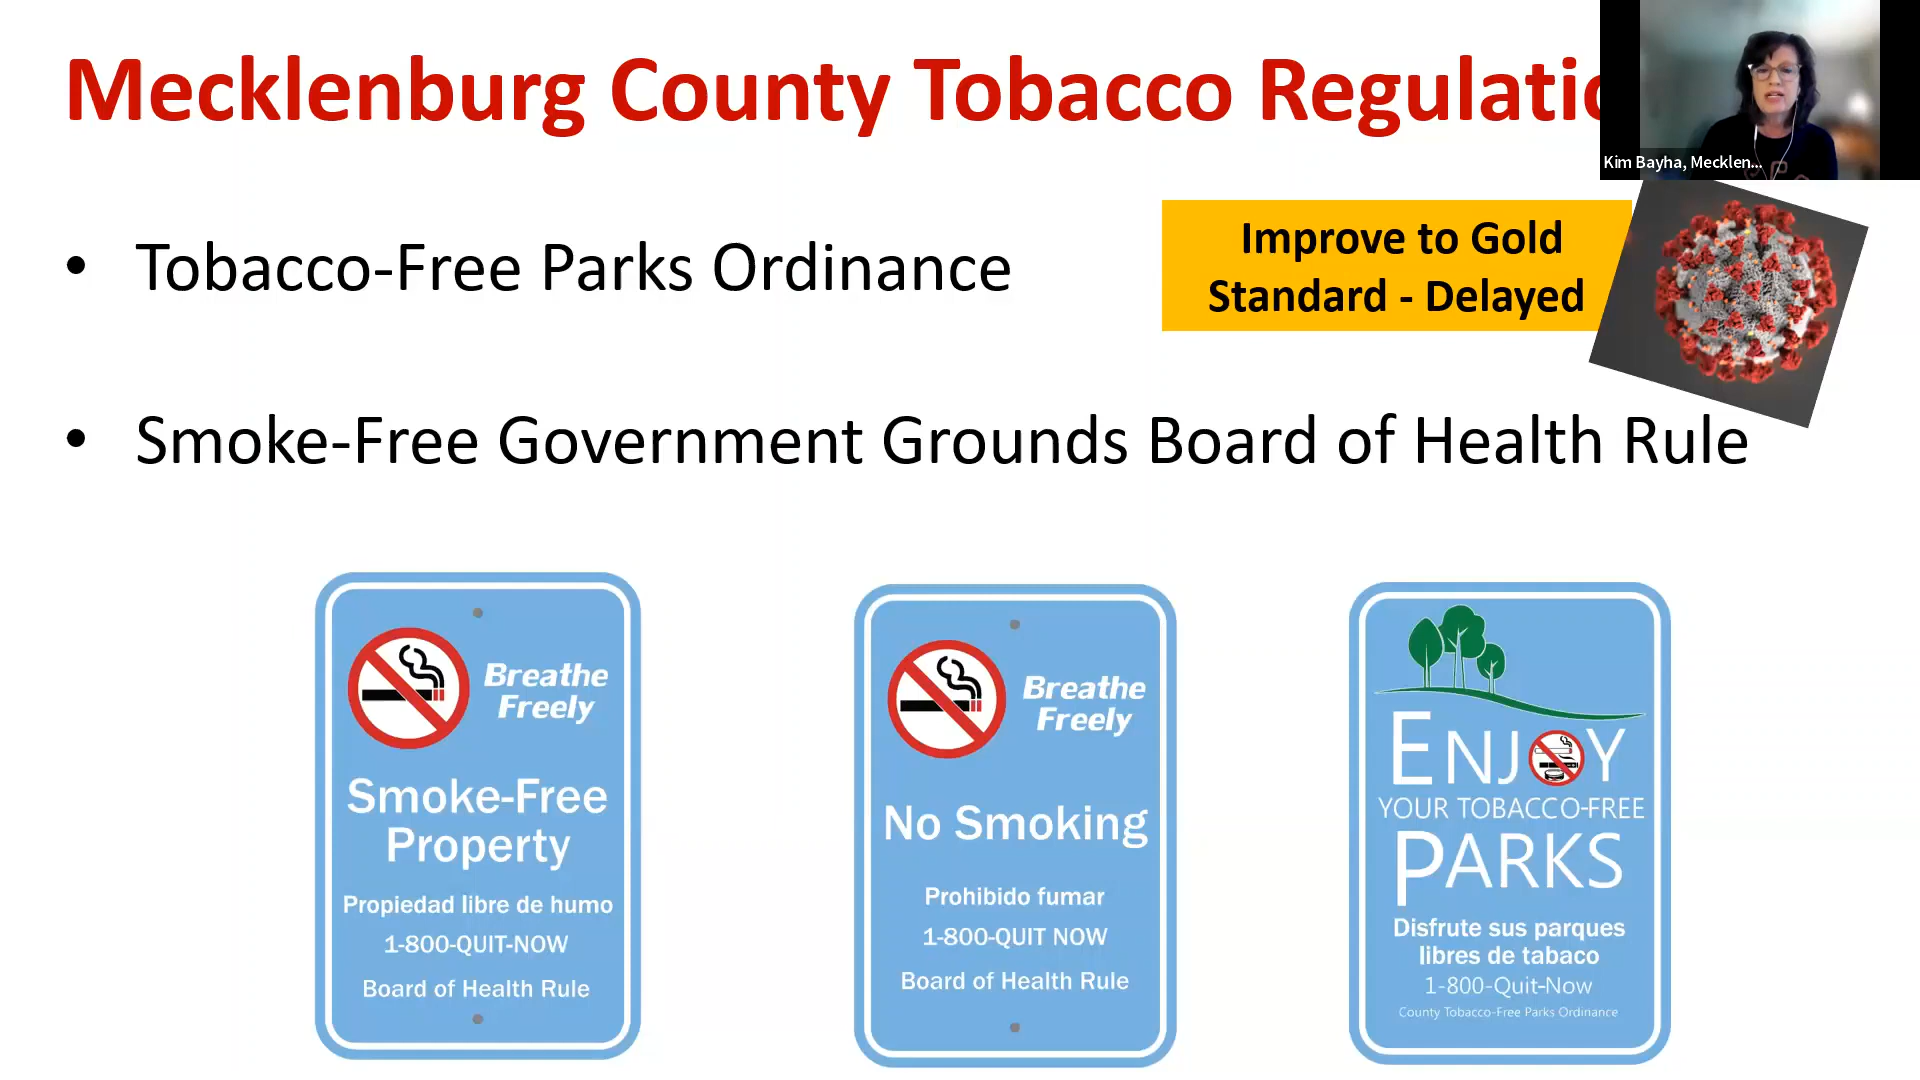 Mecklenburg County Tobacco Regulatio
Kim Bayha, Mecklen...
• Tobacco-Free Parks Ordinance
Improve to Gold
Standard - Delayed
• Smoke-Free Government Grounds Board of Health Rule
Breathe
Freely
Smoke-Free
Property
Propiedad libre de humo
1-800-QUIT-NOW
Board of Health Rule
Breathe
Freely
No Smoking
Prohibido fumar
1-800-QUIT NOW
Board of Health Rule
ENJOY
YOUR TOBACCO-FREE
PARKS
Disfrute sus parques
libres de tabaco
1-800-Quit-Now
County Tobacco-Free Parks Ordinance